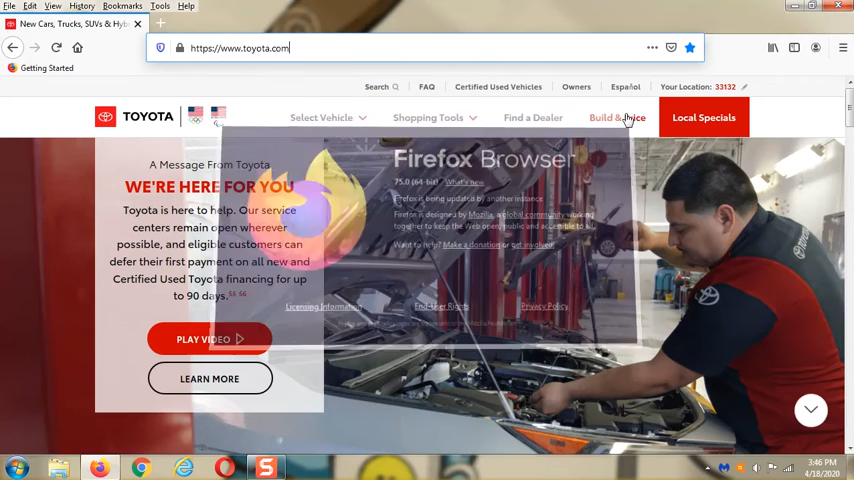 File Edit View History Bookmarks Tools Help
New Cars, Trucks, SUVs & Hyb
https://www.toyota.com
Getting Started
Search FAQ Certified Used Vehicles Owners Español Your Location: 33132
TOYOTA Select Vehicle Shopping Tools Find a Dealer Build & Price Local Specials
A Message From Toyota
WE'RE HERE FOR YOU
Toyota is here to help. Our service
centers remain open wherever
possible, and eligible customers can
defer their first payment on all new and
Certified Used Toyota financing for up
to 90 days. 55 56
PLAY VIDEO
LEARN MORE
Firefox Browser
75.0 (64-bit) What's new
Firefox is being updated by another instance
Firefox is designed by Mozilla, a global community working
together to keep the Web open, public and accessible to all.
Want to help? Make a donation or get involved!
Licensing Information End-User Rights Privacy Policy
3:46 PM
4/18/2020